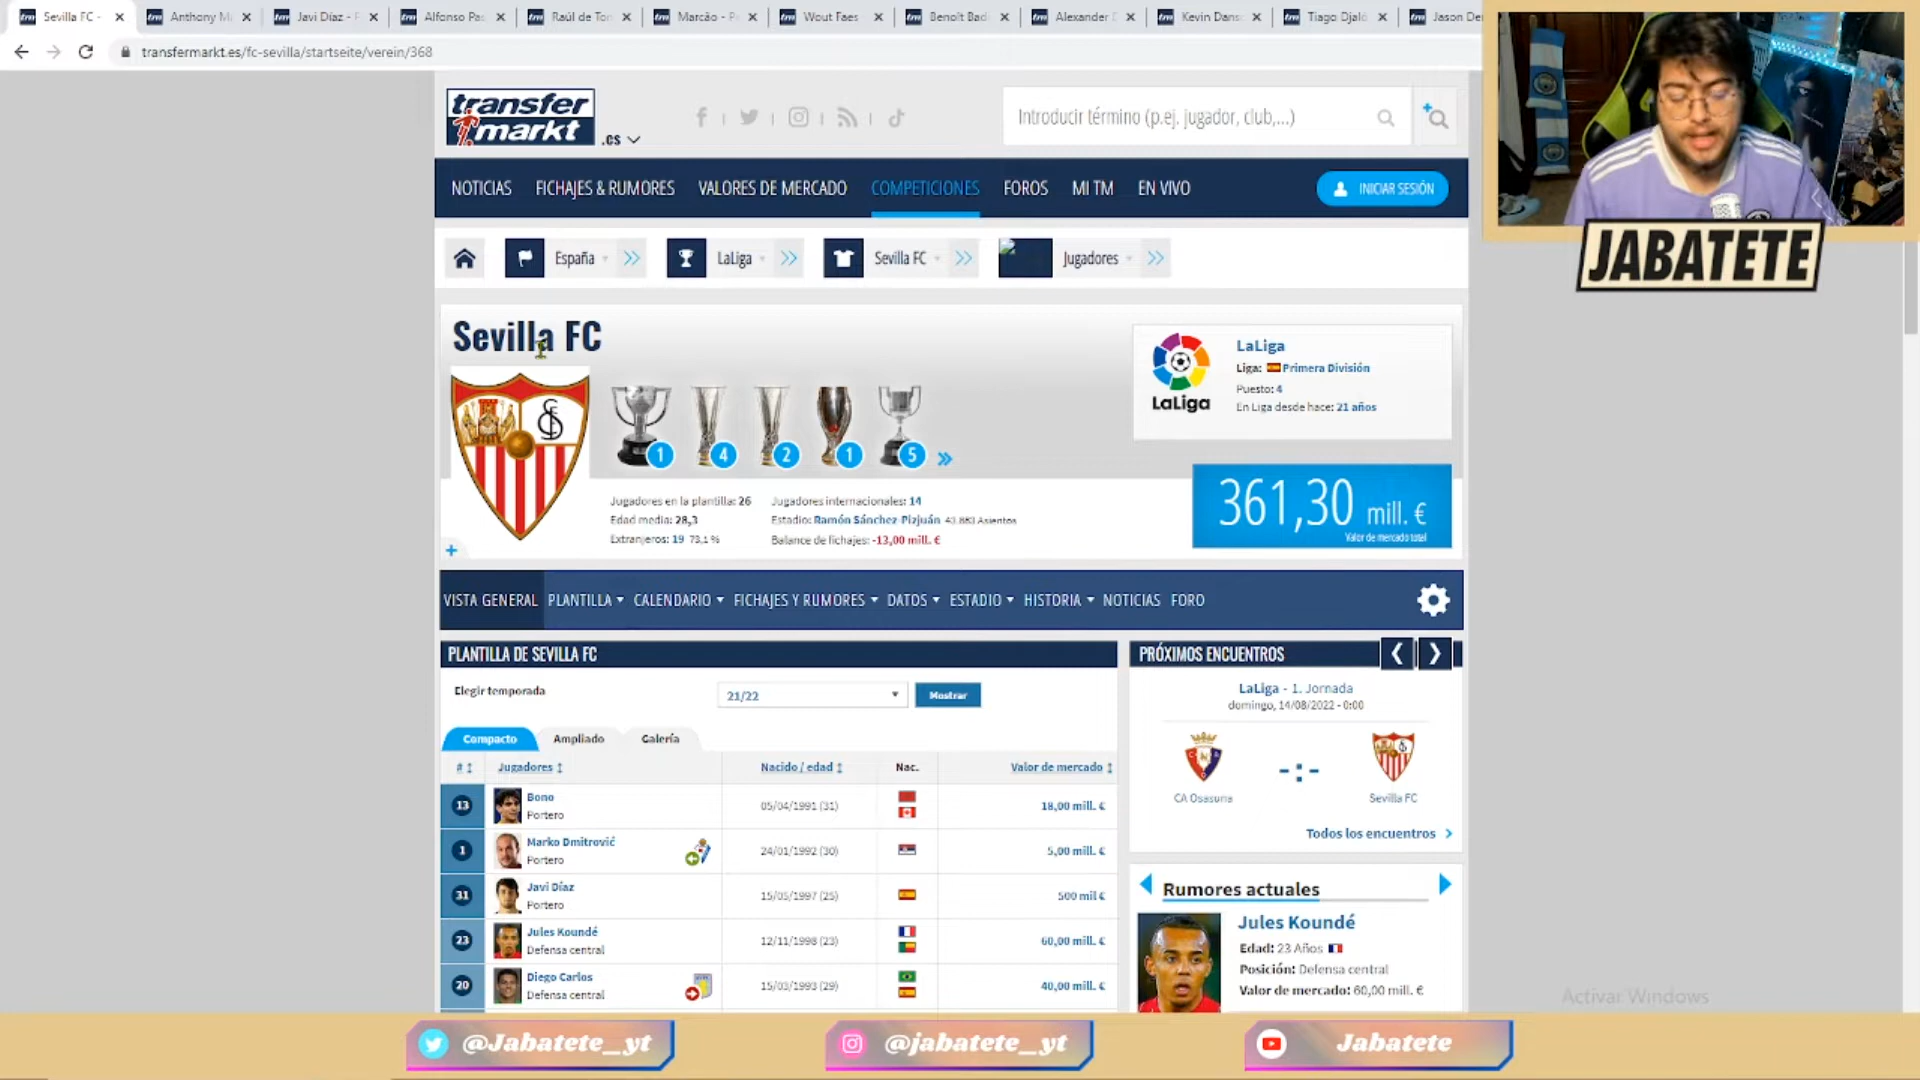 Sevilla FC -
Anthony M
Javi Díaz -
Alfonso Pas
Raúl de Tor
Marcão - P
Wout Faes
Benoît Bad
Alexander
Kevin Dans
Tiago Djaló
Jason De
transfermarkt.es/fc-sevilla/startseite/verein/368
transfer
markt
.es
Introducir término (p.ej. jugador, club,...)
NOTICIAS FICHAJES & RUMORES VALORES DE MERCADO COMPETICIONES FOROS MI TM EN VIVO INICIAR SESIÓN
JABATETE
España LaLiga Sevilla FC Jugadores
Sevilla FC
LaLiga
Liga: Primera División
Puesto: 4
En Liga desde hace: 21 años
LaLiga
1 4 2 1 5
Jugadores en la plantilla: 26
Edad media: 28,3
Extranjeros: 19 73,1 %
Jugadores internacionales: 14
Estadio: Ramón Sánchez-Pizjuán 43.883 Asientos
Balance de fichajes: -13,00 mill. €
361,30 mill. €
Valor de mercado total
VISTA GENERAL PLANTILLA CALENDARIO FICHAJES Y RUMORES DATOS ESTADIO HISTORIA NOTICIAS FORO
PLANTILLA DE SEVILLA FC
Elegir temporada 21/22 Mostrar
Compacto Ampliado Galería
# Jugadores Nacido / edad Nac. Valor de mercado
13 Bono 05/04/1991 (31) 18,00 mill. €
Portero
1 Marko Dmitrović 24/01/1992 (30) 5,00 mill. €
Portero
31 Javi Díaz 15/05/1997 (25) 500 mil €
Portero
23 Jules Koundé 12/11/1998 (23) 60,00 mill. €
Defensa central
20 Diego Carlos 15/03/1993 (29) 40,00 mill. €
Defensa central
PRÓXIMOS ENCUENTROS
LaLiga - 1. Jornada
domingo, 14/08/2022 - 0:00
-:-
CA Osasuna Sevilla FC
Todos los encuentros
Rumores actuales
Jules Koundé
Edad: 23 Años
Posición: Defensa central
Valor de mercado: 60,00 mill. €
Activar Windows
@Jabatete_yt
@jabatete_yt
Jabatete